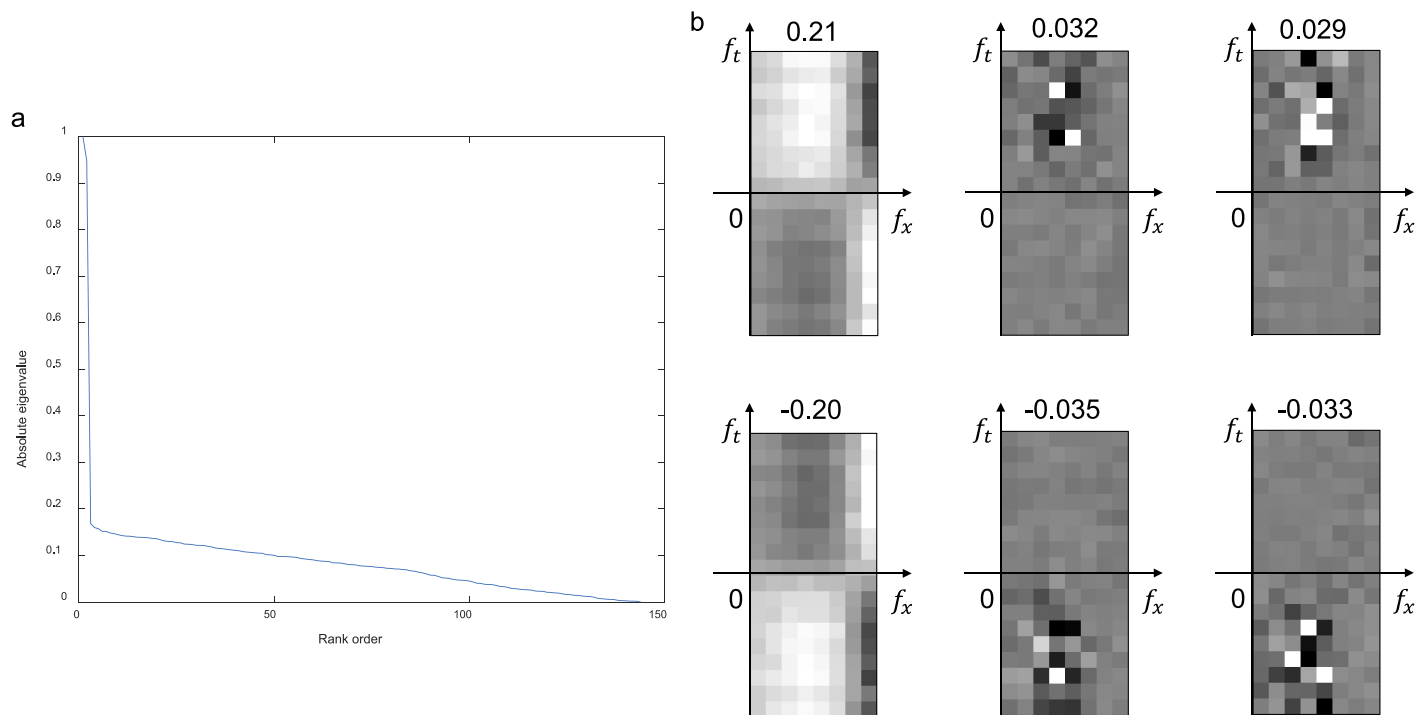 a
1
0.9
0.8
0.7
0.6
0.5
0.4
0.3
0.2
0.1
0
0
50
100
150
Absolute eigenvalue
Rank order
b
0.21
f_t
0
f_x
0.032
f_t
0
f_x
0.029
f_t
0
f_x
-0.20
f_t
0
f_x
-0.035
f_t
0
f_x
-0.033
f_t
0
f_x